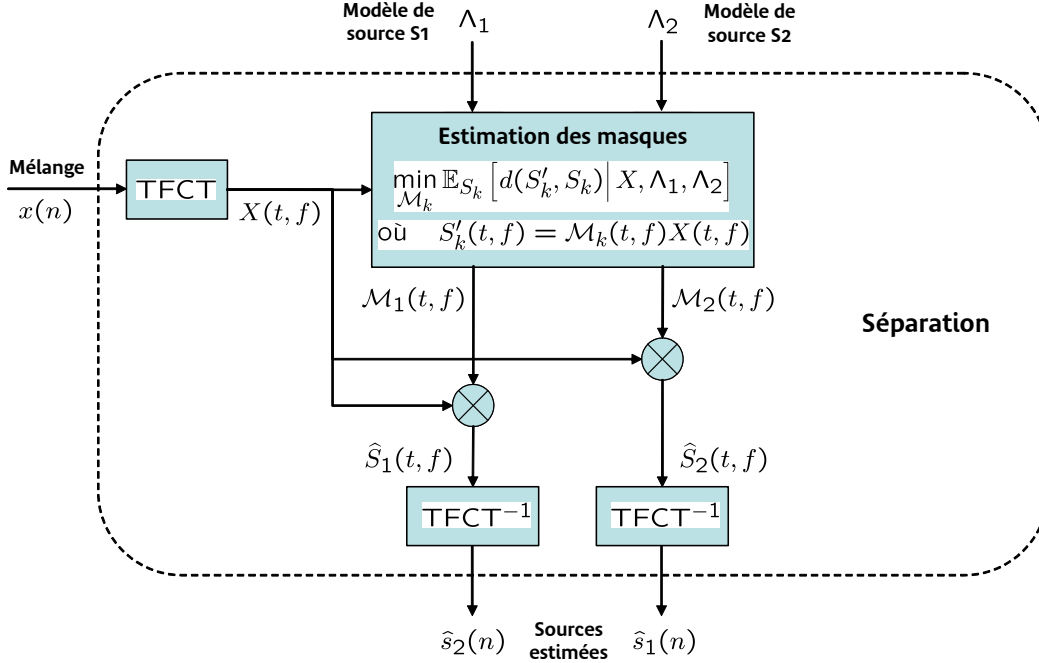 Modèle de
source S1
Λ₁
Λ₂
Modèle de
source S2
Estimation des masques
min 𝔼_{S_k} [ d(S′_k, S_k) | X, Λ₁, Λ₂ ]
ℳ_k
où S′_k(t, f) = ℳ_k(t, f)X(t, f)
Mélange
x(n)
TFCT
X(t, f)
ℳ₁(t, f)
ℳ₂(t, f)
Séparation
Ŝ₁(t, f)
Ŝ₂(t, f)
TFCT⁻¹
TFCT⁻¹
ŝ₂(n)
Sources
estimées
ŝ₁(n)